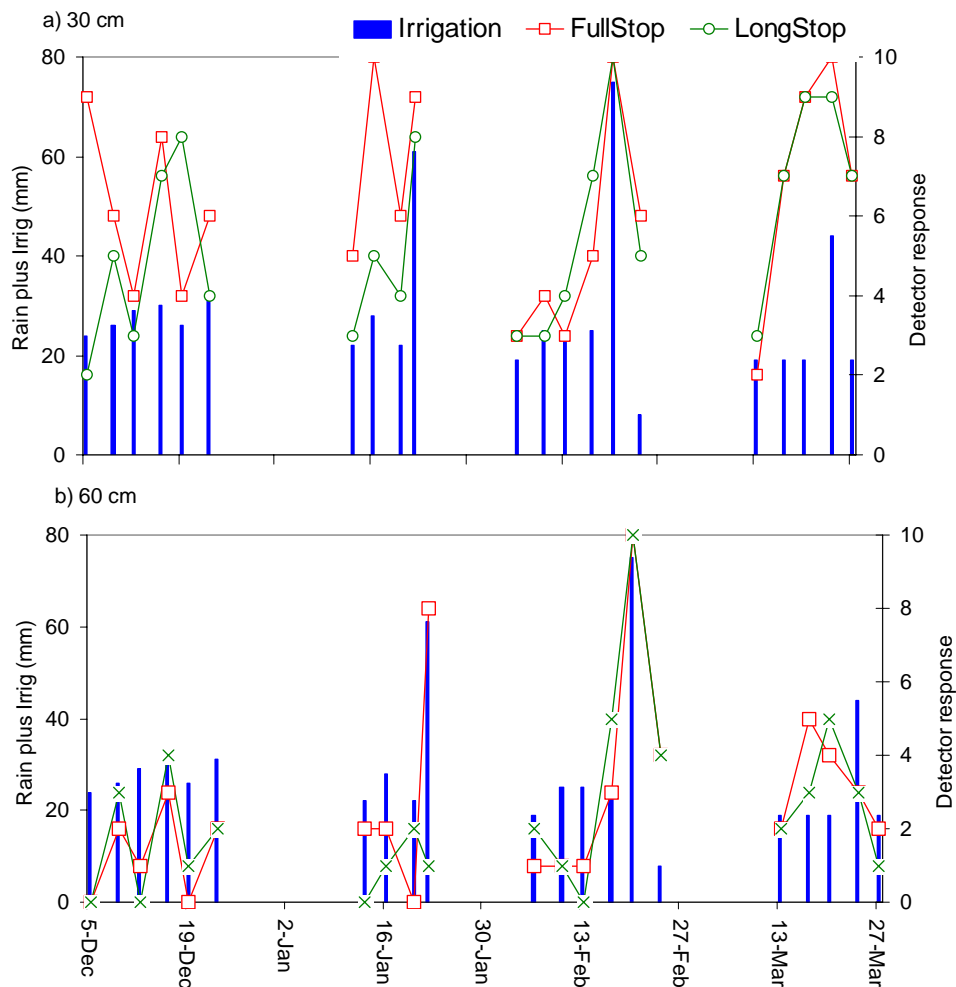 a) 30 cm
Irrigation FullStop LongStop
80 10
60 8
6
40
4
20
2
0 0
Rain plus Irrig (mm)
Detector response
b) 60 cm
80 10
8
60
6
40
4
20
2
0 0
Rain plus Irrig (mm)
Detector response
5-Dec 19-Dec 2-Jan 16-Jan 30-Jan 13-Feb 27-Feb 13-Mar 27-Mar